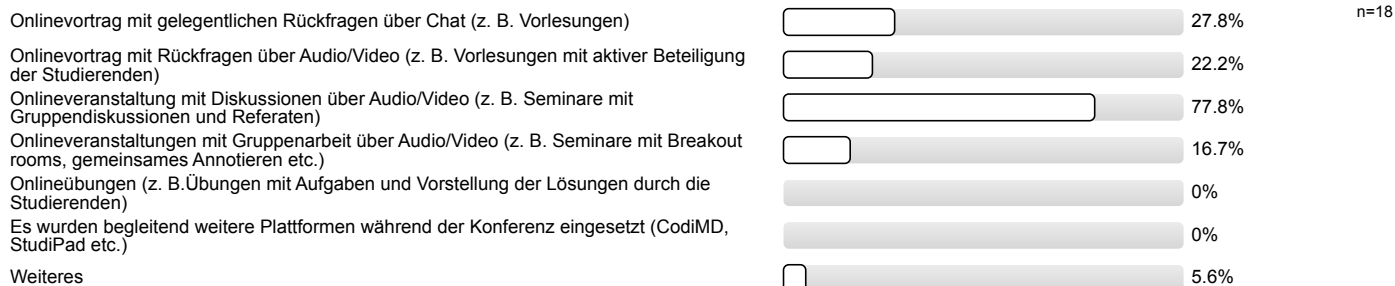 Onlinevortrag mit gelegentlichen Rückfragen über Chat (z. B. Vorlesungen) 27.8% n=18
Onlinevortrag mit Rückfragen über Audio/Video (z. B. Vorlesungen mit aktiver Beteiligung
der Studierenden) 22.2%
Onlineveranstaltung mit Diskussionen über Audio/Video (z. B. Seminare mit
Gruppendiskussionen und Referaten) 77.8%
Onlineveranstaltungen mit Gruppenarbeit über Audio/Video (z. B. Seminare mit Breakout
rooms, gemeinsames Annotieren etc.) 16.7%
Onlineübungen (z. B.Übungen mit Aufgaben und Vorstellung der Lösungen durch die
Studierenden) 0%
Es wurden begleitend weitere Plattformen während der Konferenz eingesetzt (CodiMD,
StudiPad etc.) 0%
Weiteres 5.6%